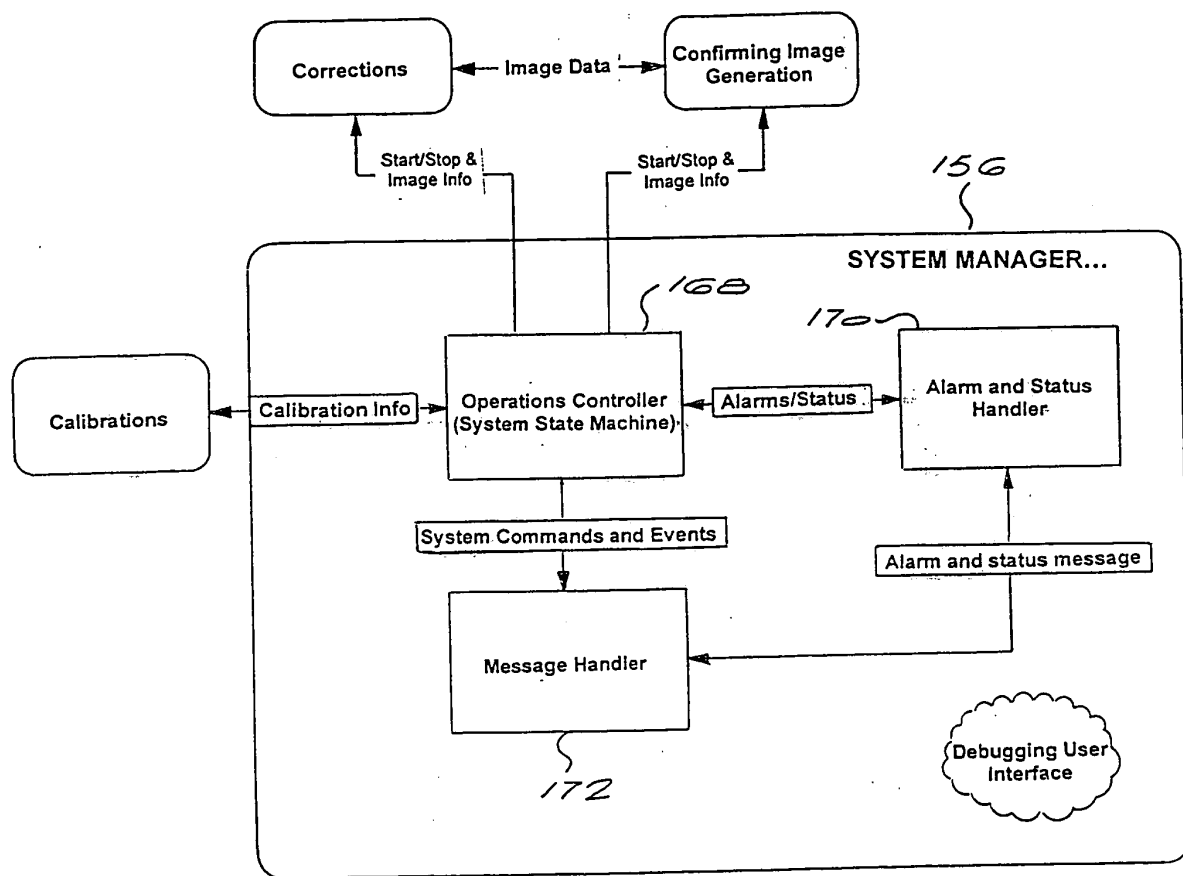 Corrections
Image Data
Confirming Image
Generation
Start/Stop &
Image Info
Start/Stop &
Image Info
156
SYSTEM MANAGER...
168
170
Calibrations
Calibration Info
Operations Controller
(System State Machine)
Alarms/Status
Alarm and Status
Handler
System Commands and Events
Alarm and status message
Message Handler
172
Debugging User
Interface